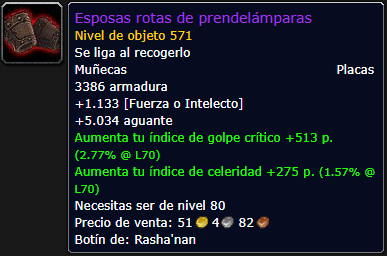 Esposas rotas de prendelámparas
Nivel de objeto 571
Se liga al recogerlo
Muñecas Placas
3386 armadura
+1.133 [Fuerza o Intelecto]
+5.034 aguante
Aumenta tu índice de golpe crítico +513 p.
(2.77% @ L70)
Aumenta tu índice de celeridad +275 p. (1.57% @
L70)
Necesitas ser de nivel 80
Precio de venta: 51 4 82
Botín de: Rasha'nan